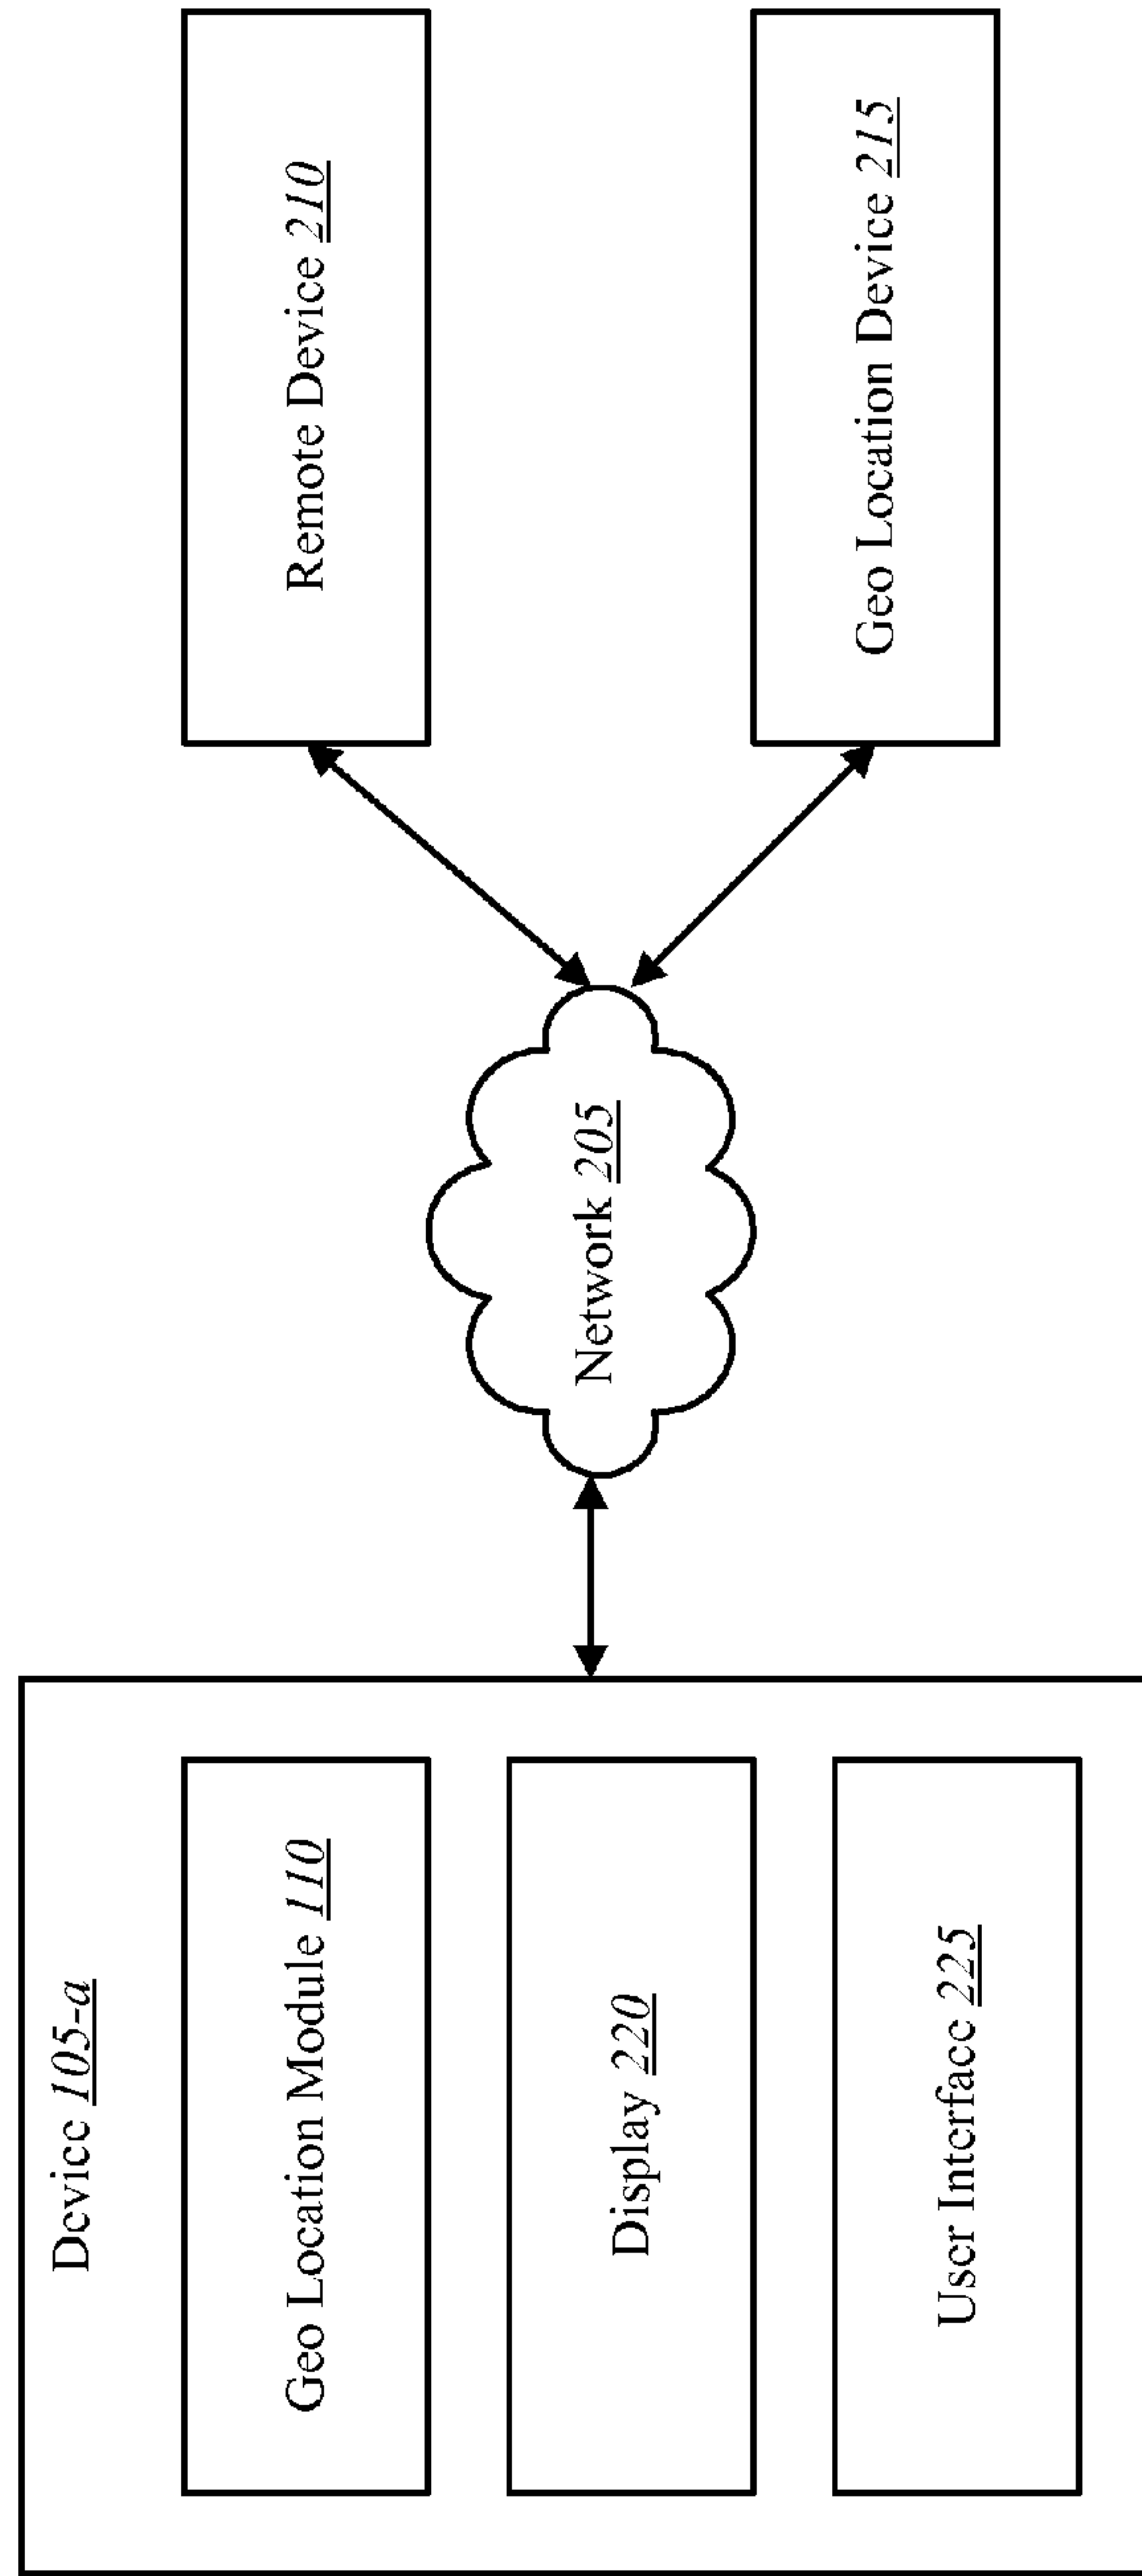 Device 105-a
Geo Location Module 110
Display 220
User Interface 225
Network 205
Remote Device 210
Geo Location Device 215